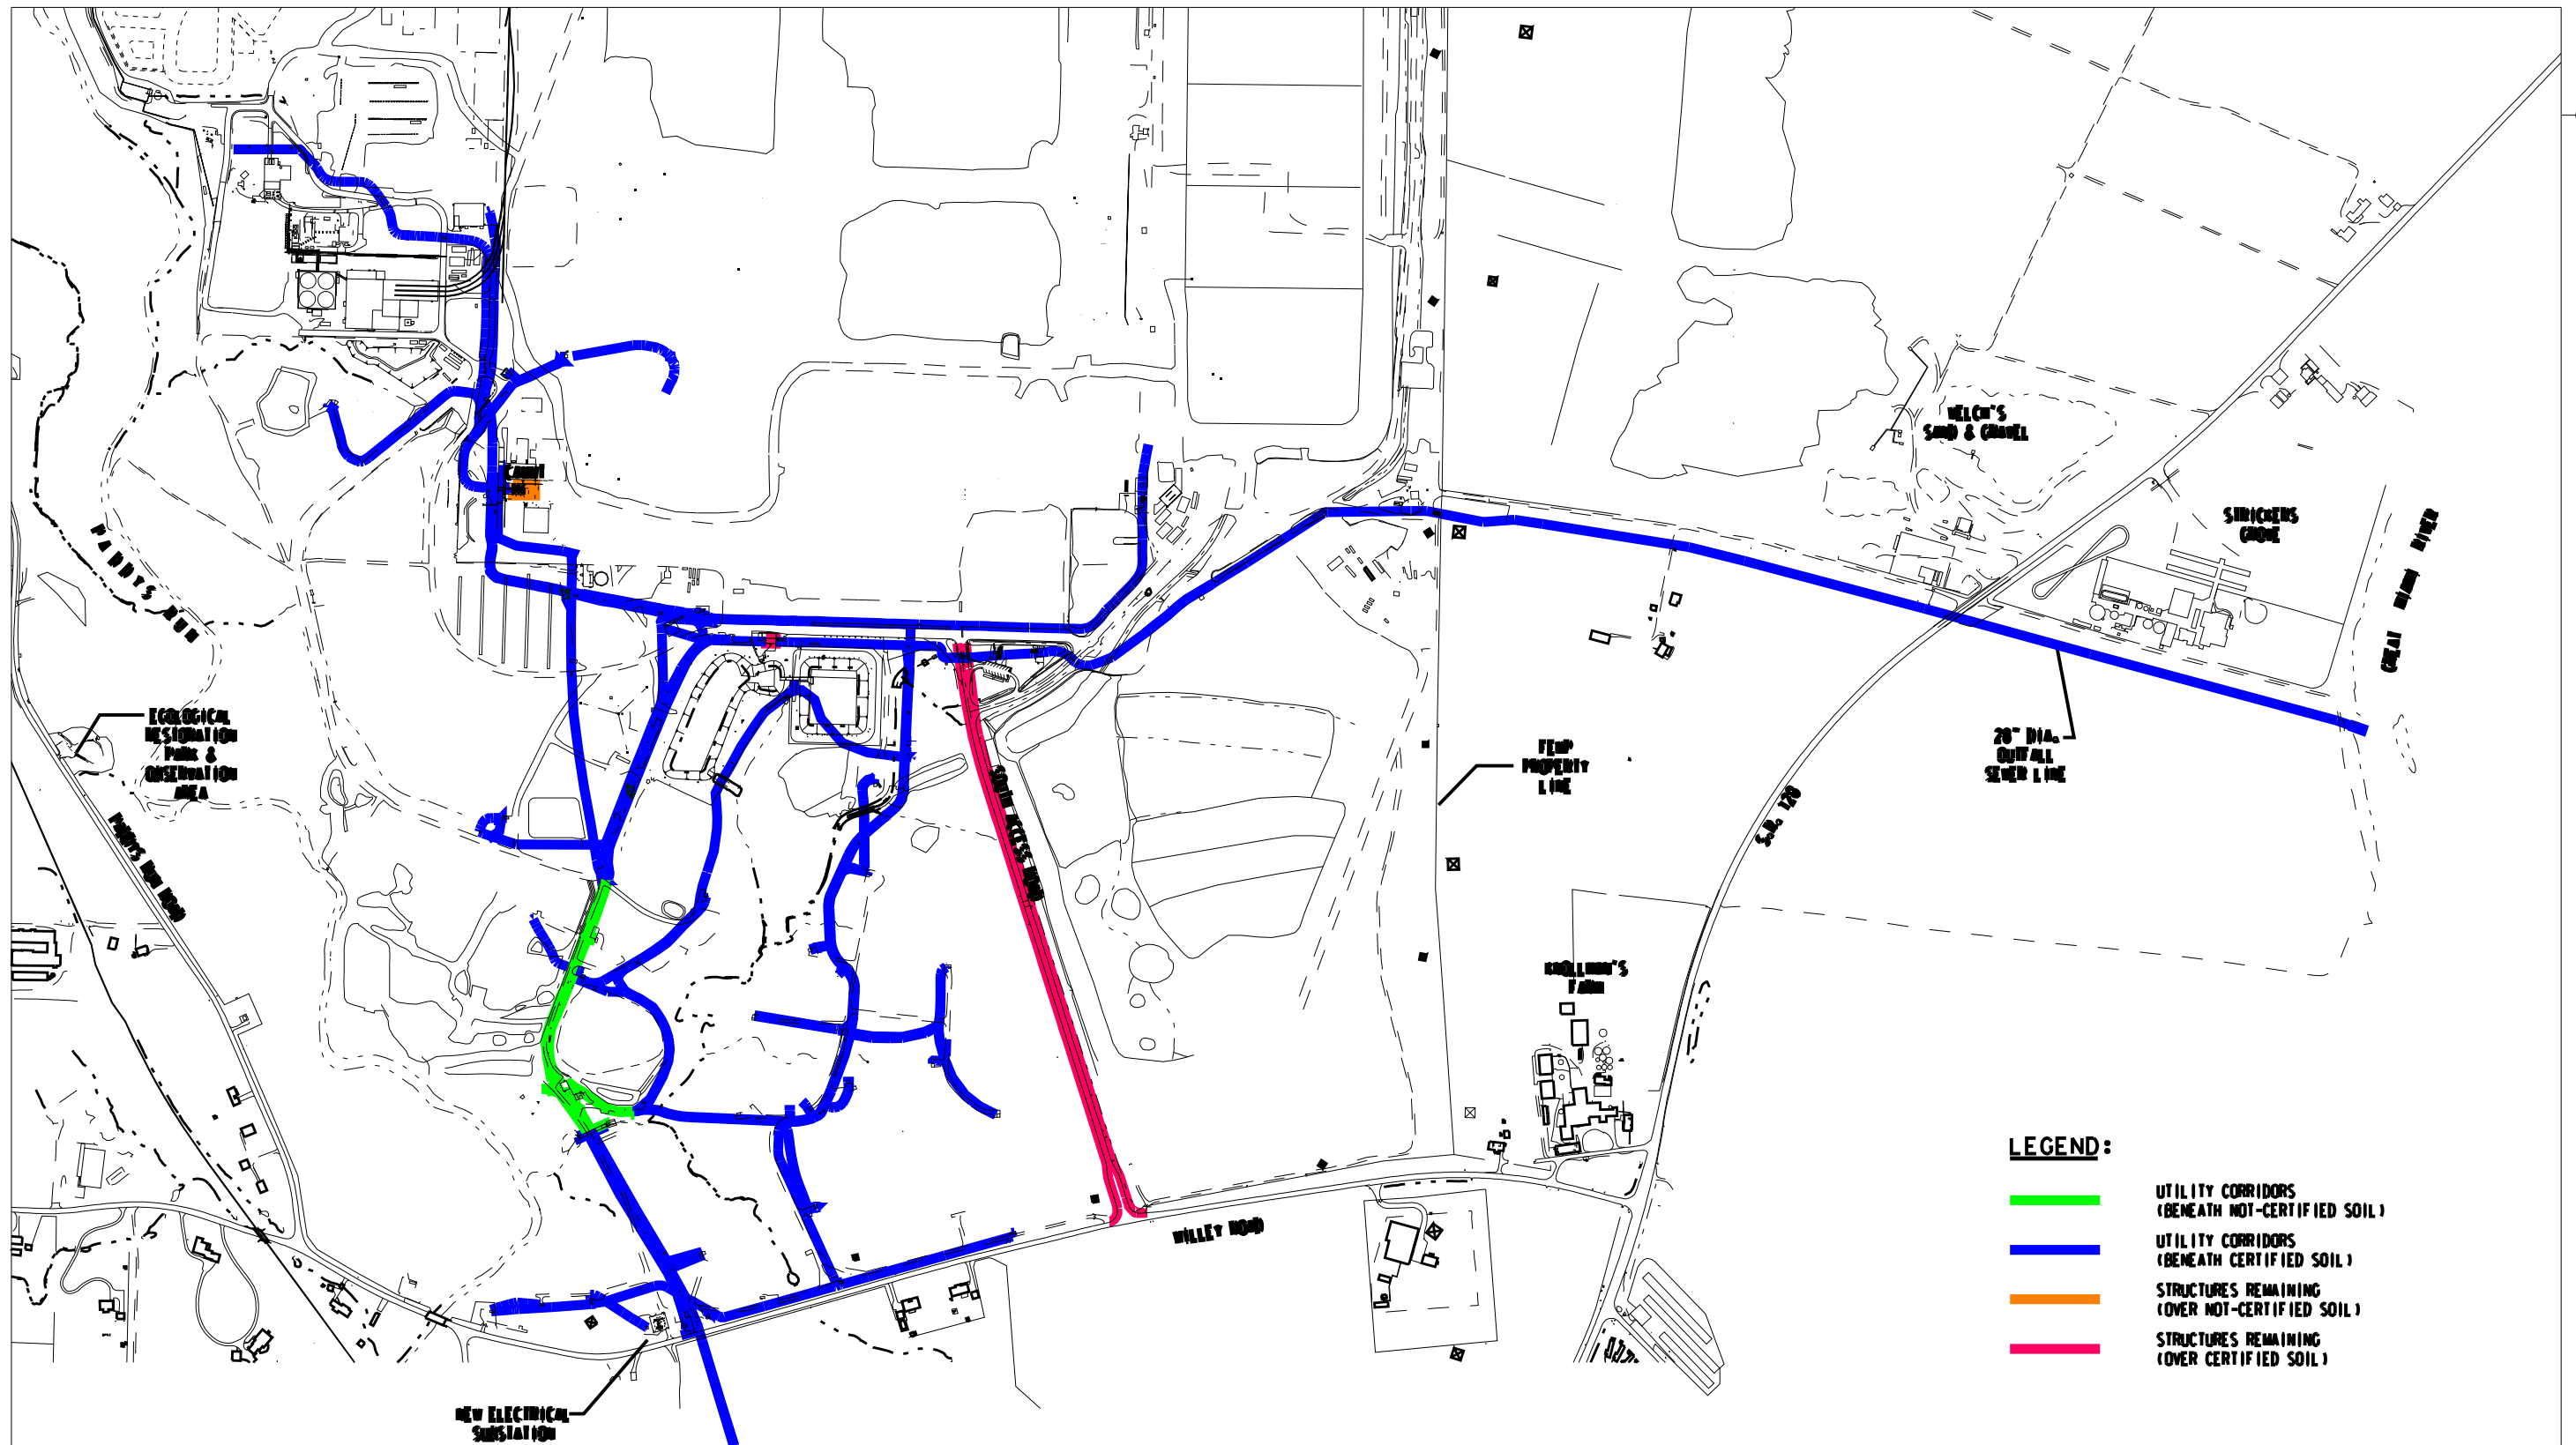 CAWWT
WELCH'S
SAND & GRAVEL
STRICKERS
GROVE
GREAT MIAMI RIVER
PADDYS RUN
ECOLOGICAL
RESTORATION
PARK &
OBSERVATION
AREA
PADDYS RUN ROAD
SOUTH ACCESS ROAD
FEMP
PROPERTY
LINE
20" DIA.
OUTFALL
SEWER LINE
S.R. 128
KNOLLMAN'S
FARM
WILLEY ROAD
NEW ELECTRICAL
SUBSTATION
LEGEND:
UTILITY CORRIDORS
(BENEATH NOT-CERTIFIED SOIL)
UTILITY CORRIDORS
(BENEATH CERTIFIED SOIL)
STRUCTURES REMAINING
(OVER NOT-CERTIFIED SOIL)
STRUCTURES REMAINING
(OVER CERTIFIED SOIL)